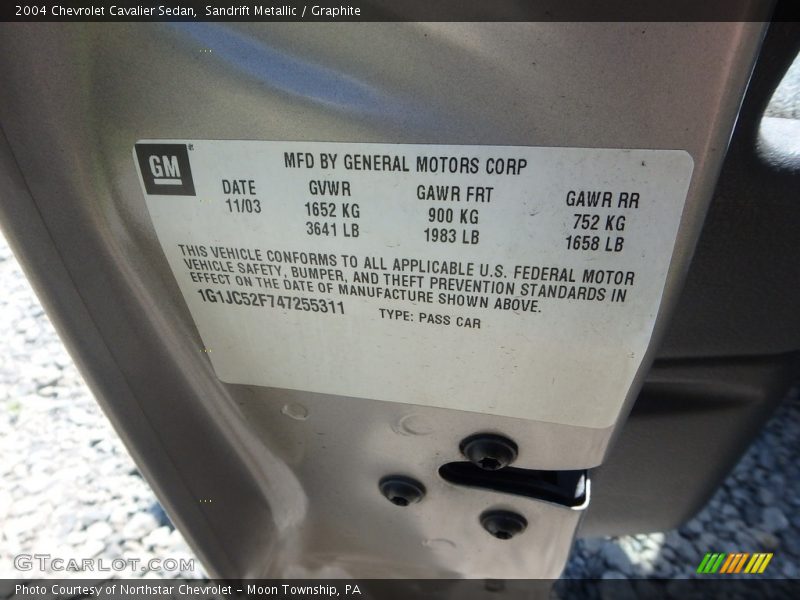 2004 Chevrolet Cavalier Sedan, Sandrift Metallic / Graphite
GM
MFD BY GENERAL MOTORS CORP
DATE GVWR GAWR FRT GAWR RR
11/03 1652 KG 900 KG 752 KG
3641 LB 1983 LB 1658 LB
THIS VEHICLE CONFORMS TO ALL APPLICABLE U.S. FEDERAL MOTOR
VEHICLE SAFETY, BUMPER, AND THEFT PREVENTION STANDARDS IN
EFFECT ON THE DATE OF MANUFACTURE SHOWN ABOVE.
1G1JC52F747255311 TYPE: PASS CAR
GTCarLot.com
Photo Courtesy of Northstar Chevrolet - Moon Township, PA